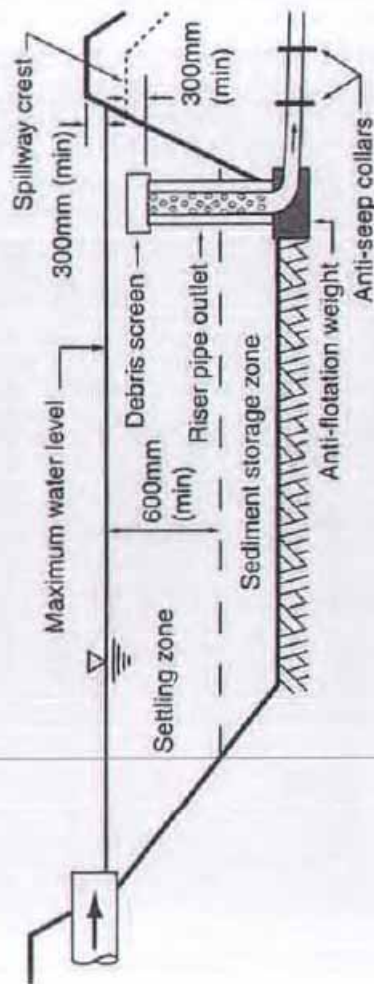 Spillway crest
300mm (min)
Maximum water level
Debris screen
300mm
(min)
600mm
(min)
Settling zone
Riser pipe outlet
Sediment storage zone
Anti-flotation weight
Anti-seep collars